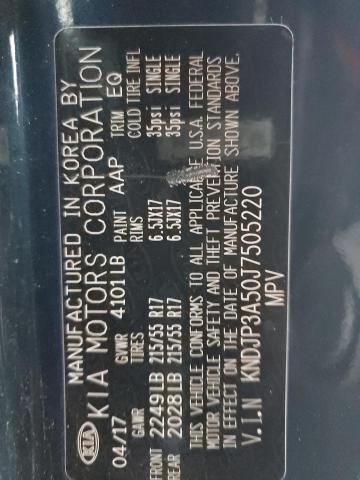 MANUFACTURED IN KOREA BY
KIA KIA MOTORS CORPORATION
04/17 GVWR 4101LB PAINT AAP TRIM EQ
GAWR TIRES RIMS COLD TIRE INFL
FRONT 2249LB 215/55 R17 6.5JX17 35psi SINGLE
REAR 2028LB 215/55 R17 6.5JX17 35psi SINGLE
THIS VEHICLE CONFORMS TO ALL APPLICABLE U.S.A. FEDERAL
MOTOR VEHICLE SAFETY AND THEFT PREVENTION STANDARDS
IN EFFECT ON THE DATE OF MANUFACTURE SHOWN ABOVE.
V.I.N KNDJP3A50J7505220
MPV